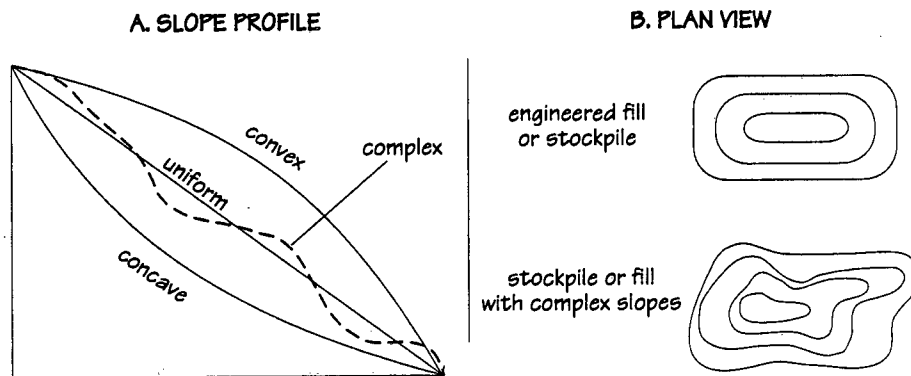 A. SLOPE PROFILE
convex
complex
uniform
concave
B. PLAN VIEW
engineered fill
or stockpile
stockpile or fill
with complex slopes